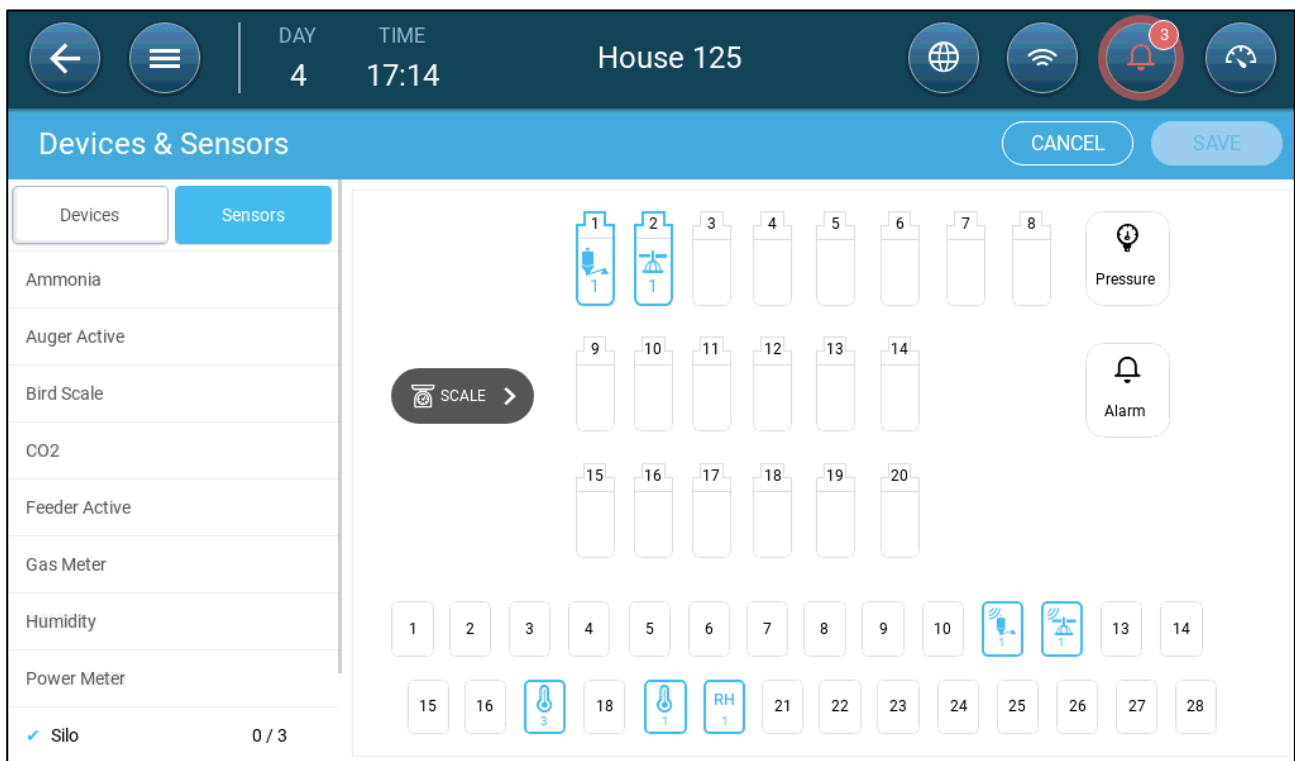 DAY TIME
4 17:14
House 125
3
Devices & Sensors
CANCEL SAVE
Devices Sensors
Ammonia
Auger Active
Bird Scale
CO2
Feeder Active
Gas Meter
Humidity
Power Meter
✔ Silo 0 / 3
1 2 3 4 5 6 7 8
1 1
Pressure
9 10 11 12 13 14
SCALE
Alarm
15 16 17 18 19 20
1 2 3 4 5 6 7 8 9 10 1 1 13 14
15 16 3 18 1 RH 1 21 22 23 24 25 26 27 28